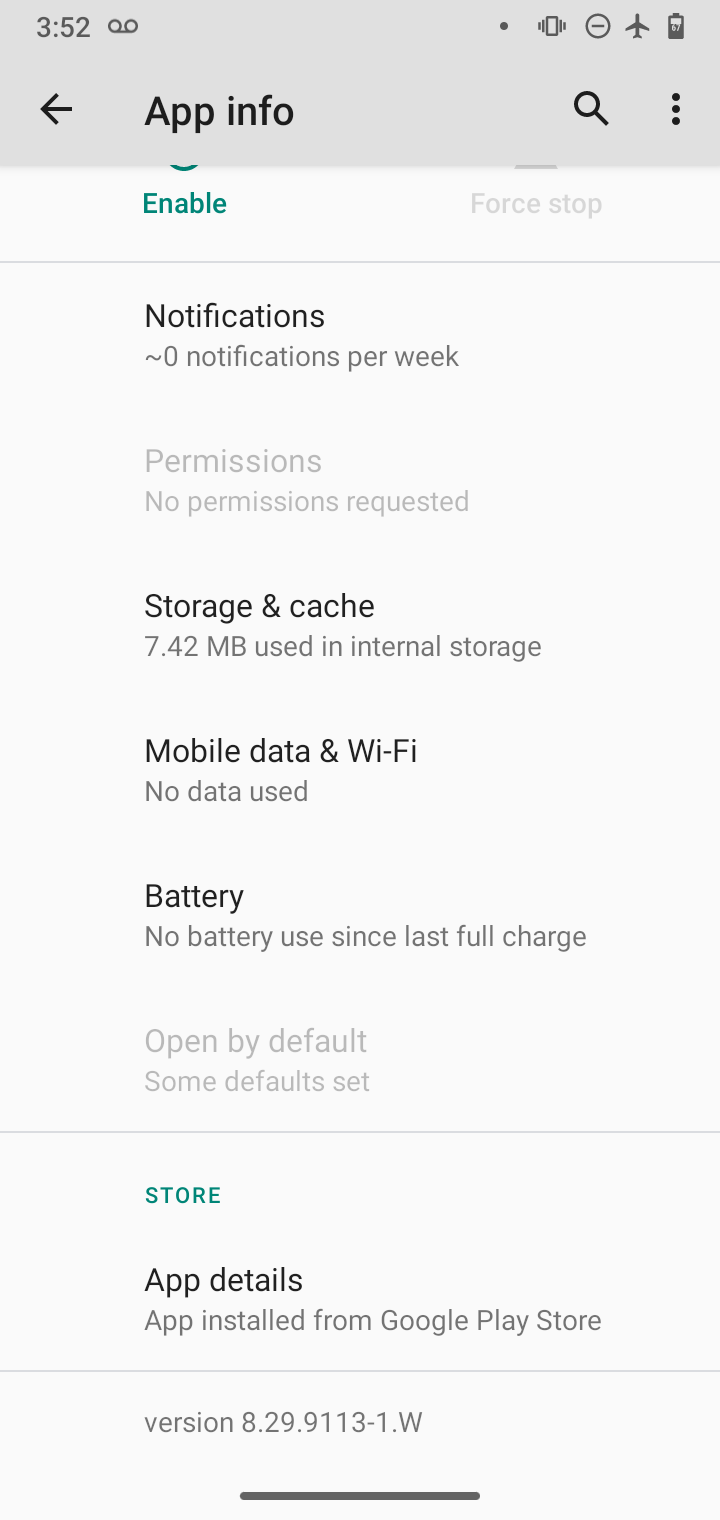 3:52
App info
Enable
Force stop
Notifications
~0 notifications per week
Permissions
No permissions requested
Storage & cache
7.42 MB used in internal storage
Mobile data & Wi-Fi
No data used
Battery
No battery use since last full charge
Open by default
Some defaults set
STORE
App details
App installed from Google Play Store
version 8.29.9113-1.W